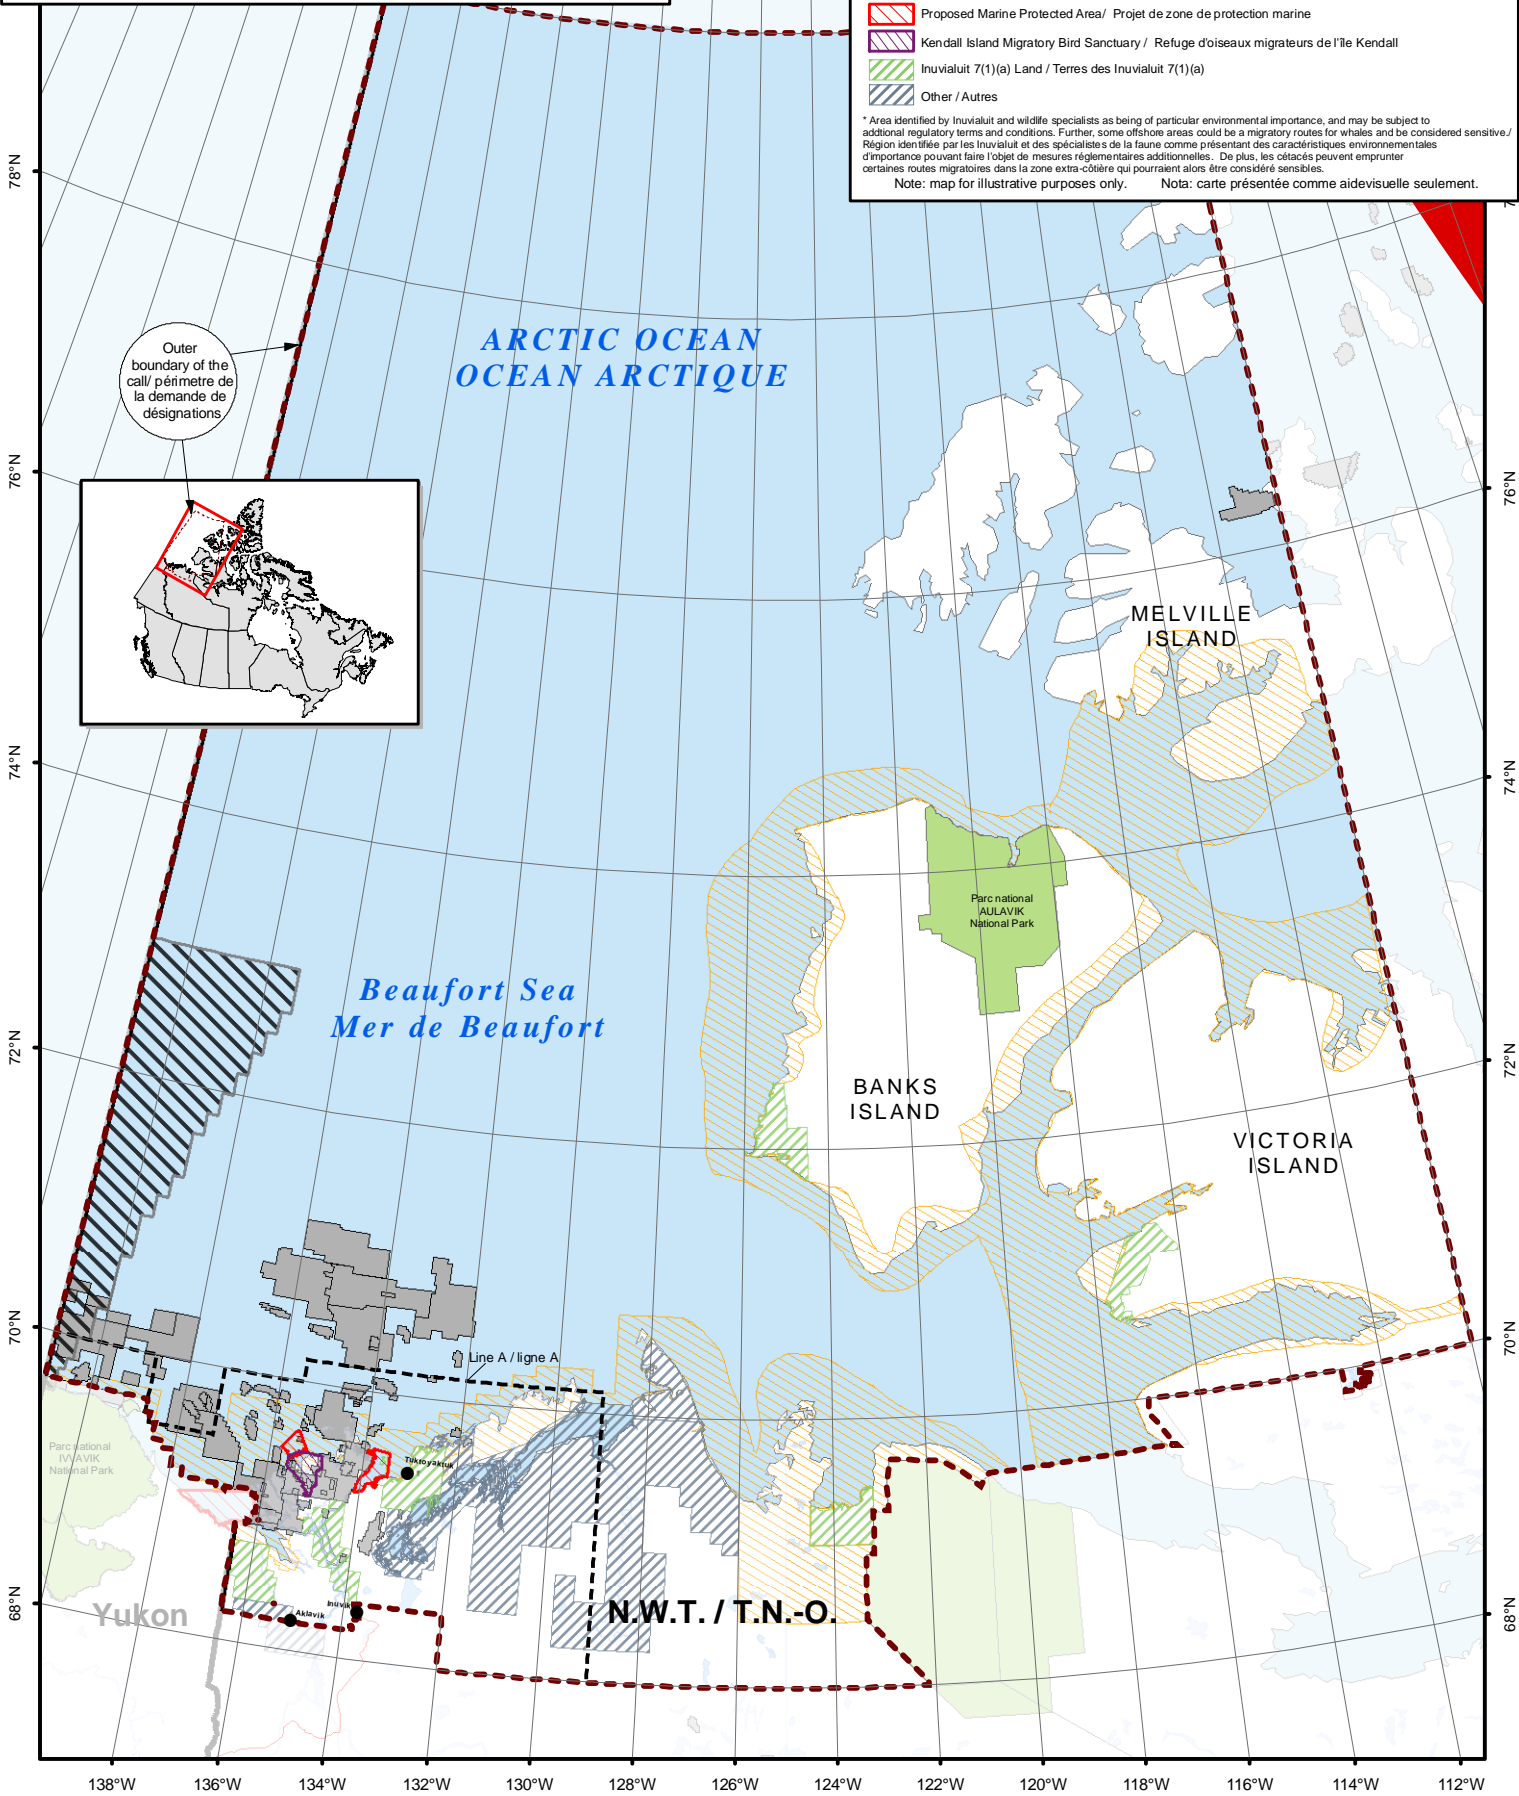 Proposed Marine Protected Area/ Projet de zone de protection marine
Kendall Island Migratory Bird Sanctuary / Refuge d'oiseaux migrateurs de l'île Kendall
Inuvialuit 7(1)(a) Land / Terres des Inuvialuit 7(1)(a)
Other / Autres
* Area identified by Inuvialuit and wildlife specialists as being of particular environmental importance, and may be subject to
addtional regulatory terms and conditions. Further, some offshore areas could be a migratory routes for whales and be considered sensitive./
Région identifiée par les Inuvialuit et des spécialistes de la faune comme présentant des caractéristiques environnementales
d'importance pouvant faire l'objet de mesures réglementaires additionnelles. De plus, les cétacés peuvent emprunter
certaines routes migratoires dans la zone extra-côtière qui pourraient alors être considéré sensibles.
Note: map for illustrative purposes only. Nota: carte présentée comme aidevisuelle seulement.
78°N
ARCTIC OCEAN
OCEAN ARCTIQUE
Outer
boundary of the
call/ périmetre de
la demande de
désignations
76°N
76°N
MELVILLE
ISLAND
74°N
74°N
Parc national
AULAVIK
National Park
Beaufort Sea
Mer de Beaufort
72°N
72°N
BANKS
ISLAND
VICTORIA
ISLAND
70°N
70°N
Line A / ligne A
Parc national
IVVAVIK
National Park
Tuktoyaktuk
68°N
68°N
Yukon
Aklavik
Inuvik
N.W.T. / T.N.-O.
138°W
136°W
134°W
132°W
130°W
128°W
126°W
124°W
122°W
120°W
118°W
116°W
114°W
112°W